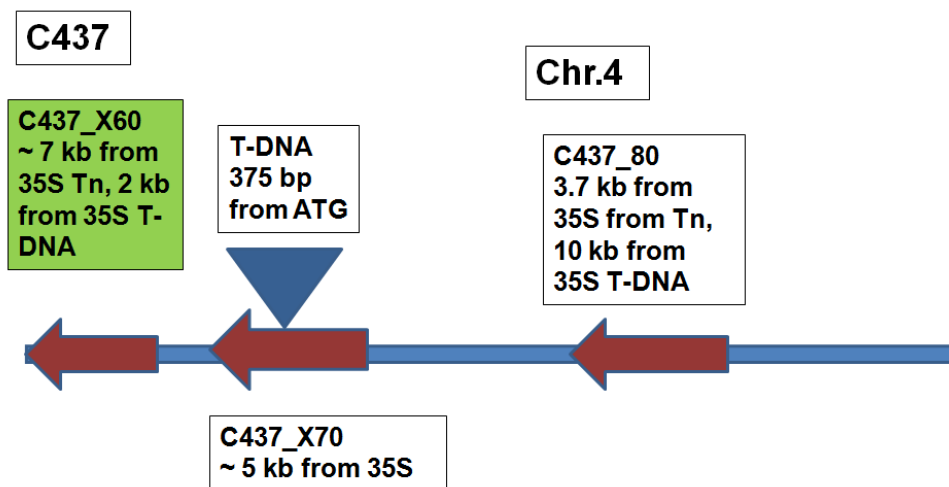 C437
Chr.4
C437_X60
~ 7 kb from
35S Tn, 2 kb
from 35S T-
DNA
T-DNA
375 bp
from ATG
C437_80
3.7 kb from
35S from Tn,
10 kb from
35S T-DNA
C437_X70
~ 5 kb from 35S